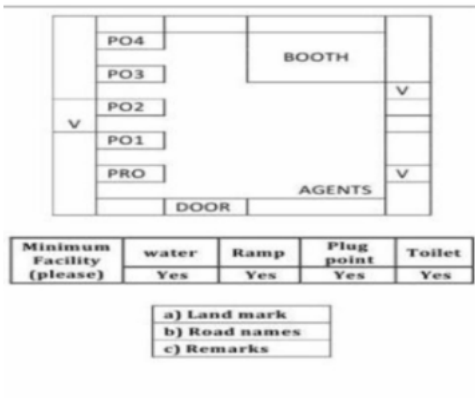 PO4
BOOTH
PO3
V
PO2
V
PO1
PRO
V
AGENTS
DOOR
Minimum Facility (please) water Ramp Plug point Toilet
Yes Yes Yes Yes
a) Land mark
b) Road names
c) Remarks